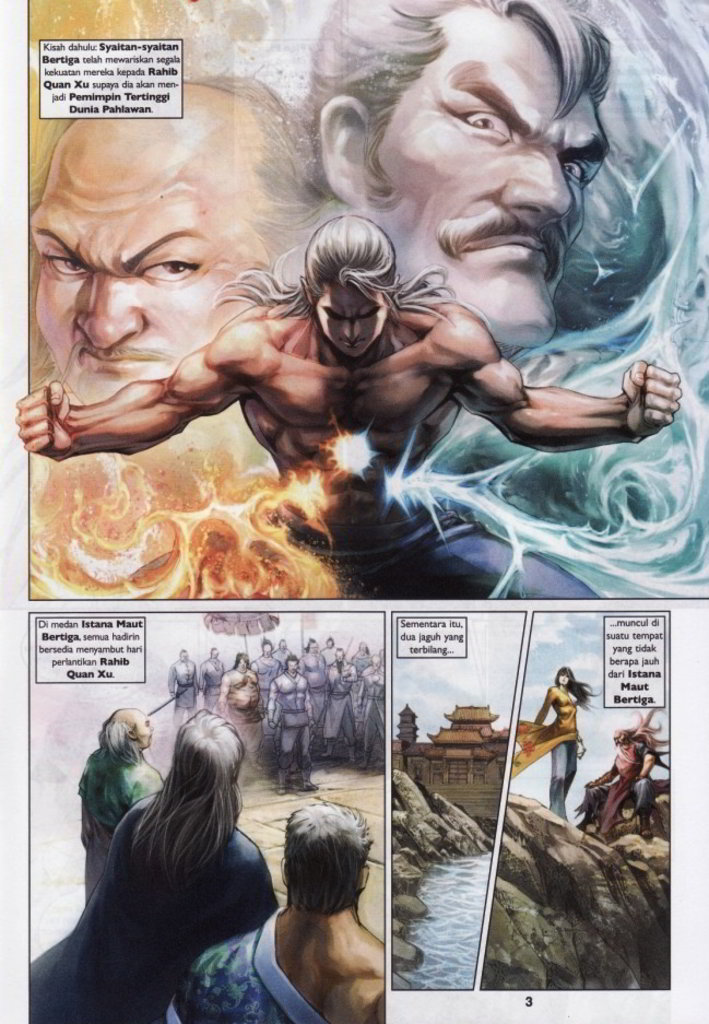 Kisah dahulu: Syaitan-syaitan
Bertiga telah mewariskan segala
kekuatan mereka kepada Rahib
Quan Xu supaya dia akan men-
jadi Pemimpin Tertinggi
Dunia Pahlawan.
Di medan Istana Maut
Bertiga, semua hadirin
bersedia menyambut hari
perlantikan Rahib
Quan Xu.
Sementara itu,
dua jaguh yang
terbilang...
...muncul di
suatu tempat
yang tidak
berapa jauh
dari Istana
Maut
Bertiga.
3